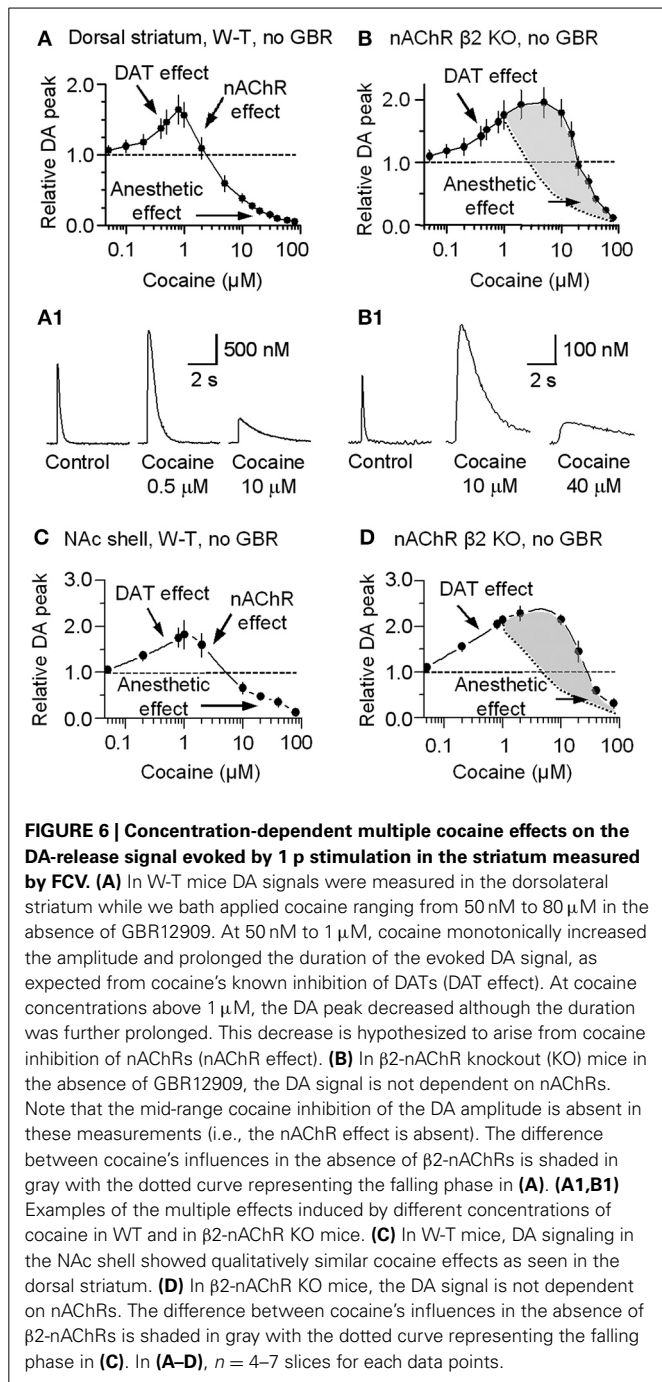 A Dorsal striatum, W-T, no GBR
DAT effect
nAChR effect
Anesthetic effect
Relative DA peak
2.0
1.0
0.0
0.1 1 10 100
Cocaine (µM)
B nAChR β2 KO, no GBR
DAT effect
Anesthetic effect
Relative DA peak
2.0
1.0
0.0
0.1 1 10 100
Cocaine (µM)
A1
500 nM
2 s
Control
Cocaine
0.5 µM
Cocaine
10 µM
B1
100 nM
2 s
Control
Cocaine
10 µM
Cocaine
40 µM
C NAc shell, W-T, no GBR
DAT effect
nAChR effect
Anesthetic effect
Relative DA peak
3.0
2.0
1.0
0.0
0.1 1 10 100
Cocaine (µM)
D nAChR β2 KO, no GBR
DAT effect
Anesthetic effect
Relative DA peak
3.0
2.0
1.0
0.0
0.1 1 10 100
Cocaine (µM)
FIGURE 6 | Concentration-dependent multiple cocaine effects on the
DA-release signal evoked by 1 p stimulation in the striatum measured
by FCV. (A) In W-T mice DA signals were measured in the dorsolateral
striatum while we bath applied cocaine ranging from 50 nM to 80 µM in the
absence of GBR12909. At 50 nM to 1 µM, cocaine monotonically increased
the amplitude and prolonged the duration of the evoked DA signal, as
expected from cocaine's known inhibition of DATs (DAT effect). At cocaine
concentrations above 1 µM, the DA peak decreased although the duration
was further prolonged. This decrease is hypothesized to arise from cocaine
inhibition of nAChRs (nAChR effect). (B) In β2-nAChR knockout (KO) mice in
the absence of GBR12909, the DA signal is not dependent on nAChRs.
Note that the mid-range cocaine inhibition of the DA amplitude is absent in
these measurements (i.e., the nAChR effect is absent). The difference
between cocaine's influences in the absence of β2-nAChRs is shaded in
gray with the dotted curve representing the falling phase in (A). (A1,B1)
Examples of the multiple effects induced by different concentrations of
cocaine in WT and in β2-nAChR KO mice. (C) In W-T mice, DA signaling in
the NAc shell showed qualitatively similar cocaine effects as seen in the
dorsal striatum. (D) In β2-nAChR KO mice, the DA signal is not dependent
on nAChRs. The difference between cocaine's influences in the absence of
β2-nAChRs is shaded in gray with the dotted curve representing the falling
phase in (C). In (A–D), n = 4–7 slices for each data points.